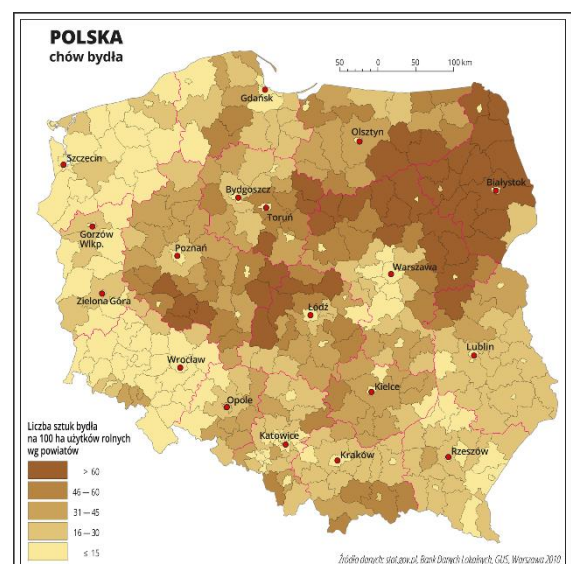 POLSKA
chów bydła
50 0 50 100 km
Gdańsk
Olsztyn
Szczecin
Białystok
Bydgoszcz
Toruń
Gorzów
Wlkp.
Poznań
Warszawa
Zielona Góra
Łódź
Wrocław
Lublin
Kielce
Opole
Katowice
Kraków
Rzeszów
Liczba sztuk bydła
na 100 ha użytków rolnych
wg powiatów
> 60
46 — 60
31 — 45
16 — 30
≤ 15
Źródło danych: stat.gov.pl, Bank Danych Lokalnych, GUS, Warszawa 2010